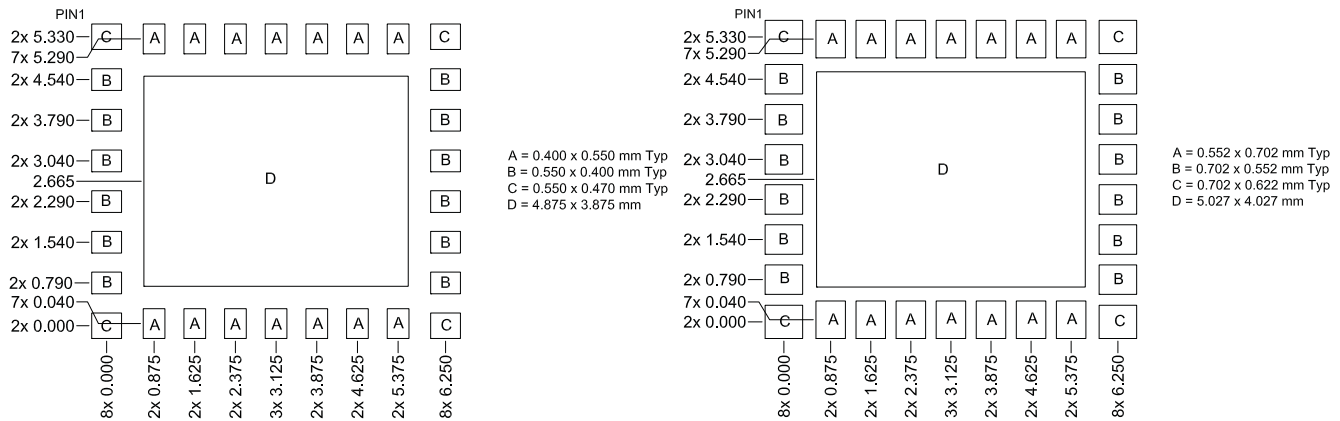 PIN1
2x 5.330 C A A A A A A A C
7x 5.290
2x 4.540 B B
2x 3.790 B B
2x 3.040 B B
2.665 D
2x 2.290 B B
2x 1.540 B B
2x 0.790 B B
7x 0.040
2x 0.000 C A A A A A A A C
8x 0.000
2x 0.875
2x 1.625
2x 2.375
3x 3.125
2x 3.875
2x 4.625
2x 5.375
8x 6.250
A = 0.400 x 0.550 mm Typ
B = 0.550 x 0.400 mm Typ
C = 0.550 x 0.470 mm Typ
D = 4.875 x 3.875 mm
PIN1
2x 5.330 C A A A A A A A C
7x 5.290
2x 4.540 B B
2x 3.790 B B
2x 3.040 B B
2.665 D
2x 2.290 B B
2x 1.540 B B
2x 0.790 B B
7x 0.040
2x 0.000 C A A A A A A A C
8x 0.000
2x 0.875
2x 1.625
2x 2.375
3x 3.125
2x 3.875
2x 4.625
2x 5.375
8x 6.250
A = 0.552 x 0.702 mm Typ
B = 0.702 x 0.552 mm Typ
C = 0.702 x 0.622 mm Typ
D = 5.027 x 4.027 mm